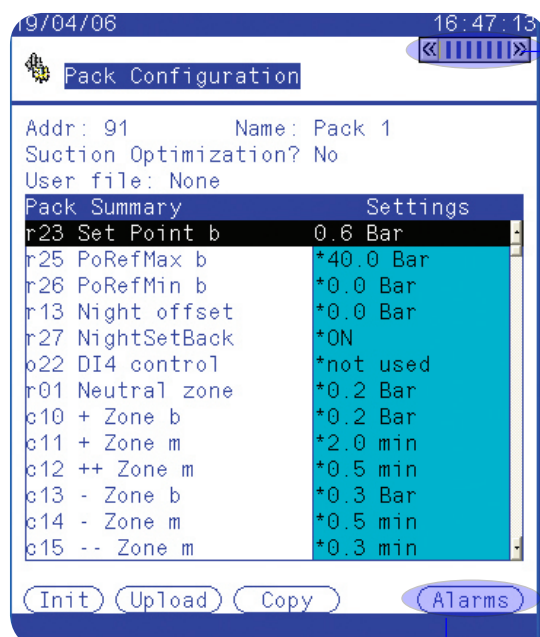 19/04/06 16:47:13
Pack Configuration
Addr: 91 Name: Pack 1
Suction Optimization? No
User file: None
Pack Summary Settings
r23 Set Point b 0.6 Bar
r25 PoRefMax b *40.0 Bar
r26 PoRefMin b *0.0 Bar
r13 Night offset *0.0 Bar
r27 NightSetBack *ON
o22 DI4 control *not used
r01 Neutral zone *0.2 Bar
c10 + Zone b *0.2 Bar
c11 + Zone m *2.0 min
c12 ++ Zone m *0.5 min
c13 - Zone b *0.3 Bar
c14 - Zone m *0.5 min
c15 -- Zone m *0.3 min
Init Upload Copy Alarms